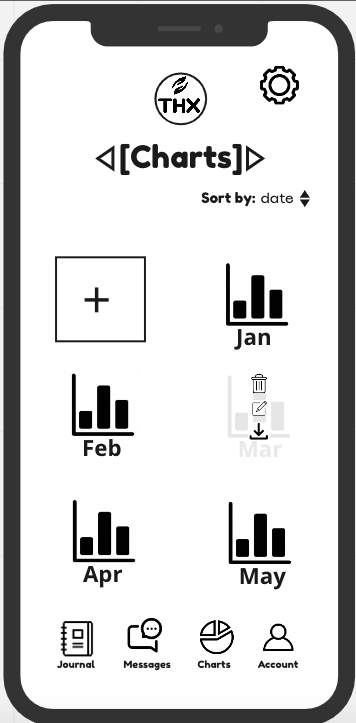 THX
[Charts]
Sort by: date
+
Jan
Feb
Mar
Apr
May
Journal
Messages
Charts
Account